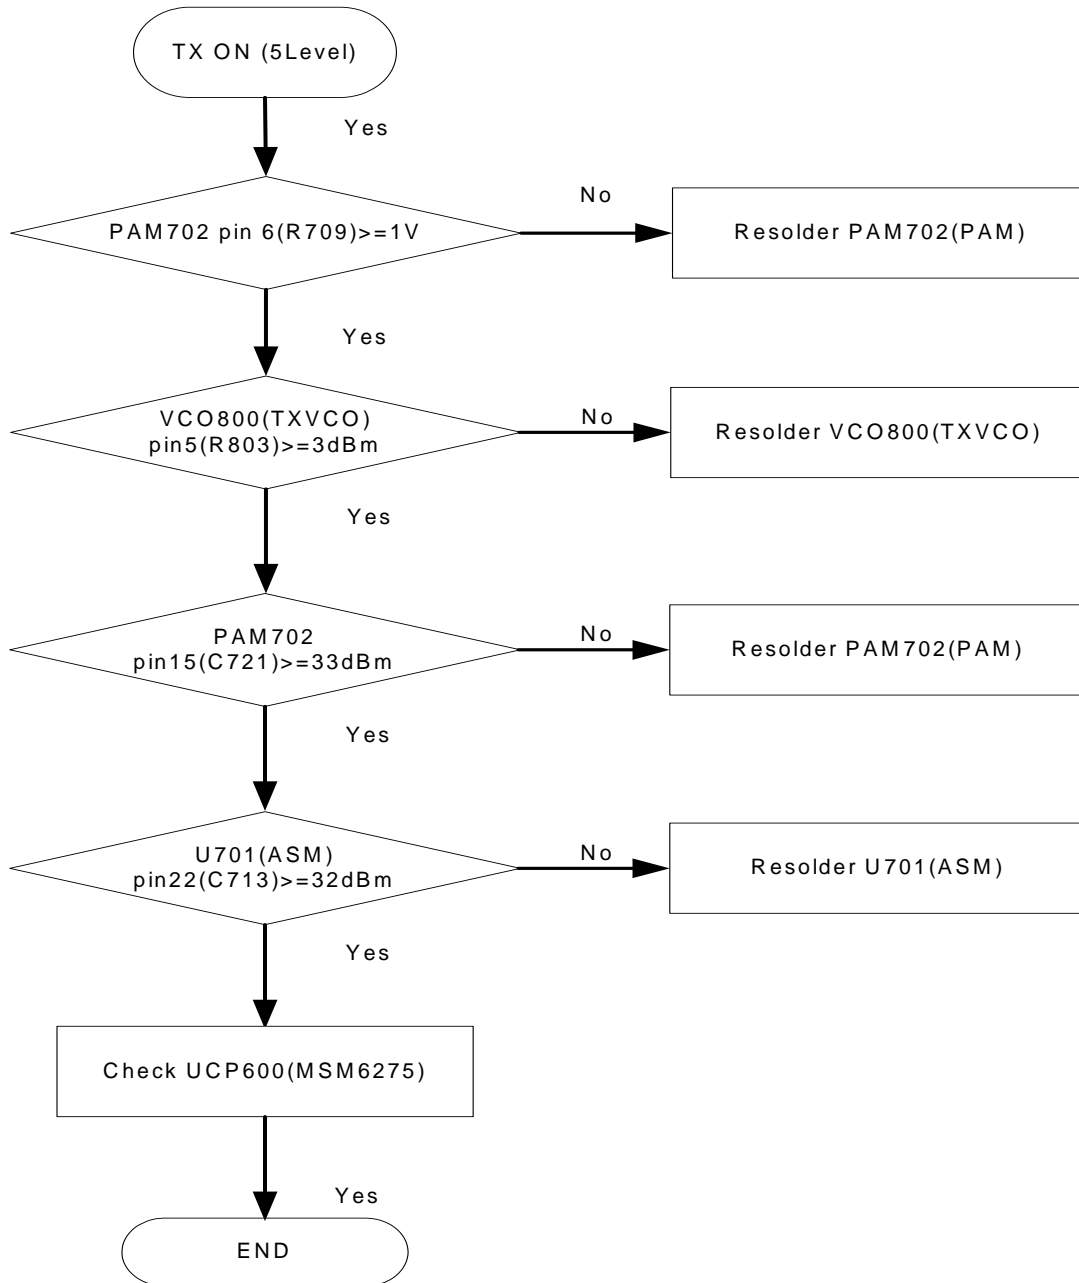 TX ON (5Level)
Yes
PAM702 pin 6(R709)>=1V
No
Resolder PAM702(PAM)
Yes
VCO800(TXVCO)
pin5(R803)>=3dBm
No
Resolder VCO800(TXVCO)
Yes
PAM702
pin15(C721)>=33dBm
No
Resolder PAM702(PAM)
Yes
U701(ASM)
pin22(C713)>=32dBm
No
Resolder U701(ASM)
Yes
Check UCP600(MSM6275)
Yes
END